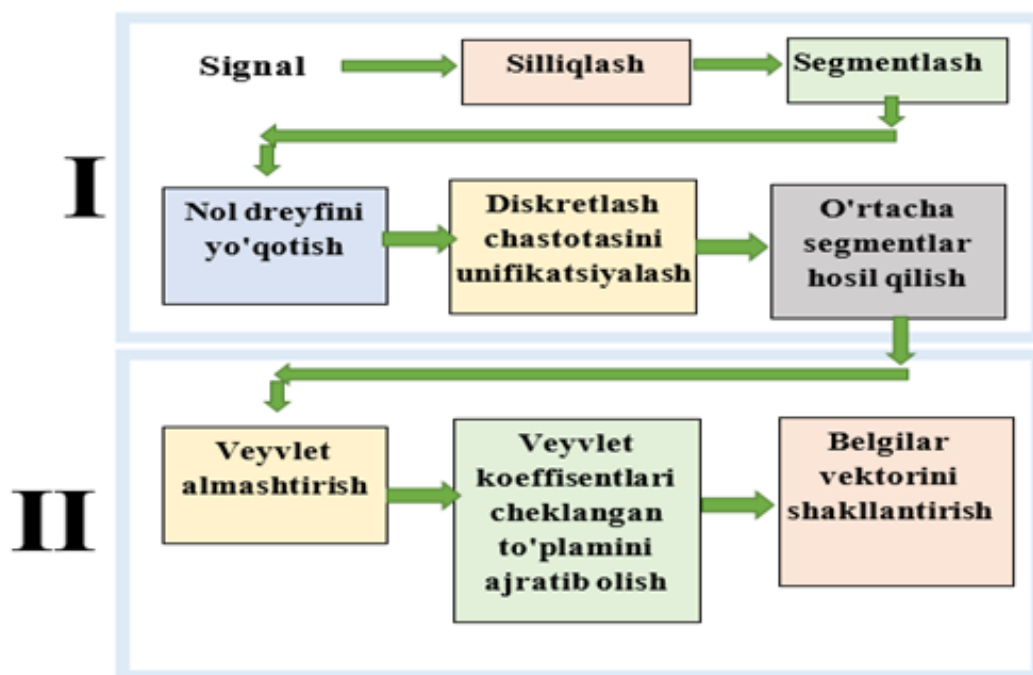 I
Signal
Silliqlash
Segmentlash
Nol dreyfini
yo'qotish
Diskretlash
chastotasini
unifikatsiyalash
O'rtacha
segmentlar
hosil qilish
II
Veyvlet
almashtirish
Veyvlet
koeffisentlari
cheklangan
to'plamini
ajratib olish
Belgilar
vektorini
shakllantirish